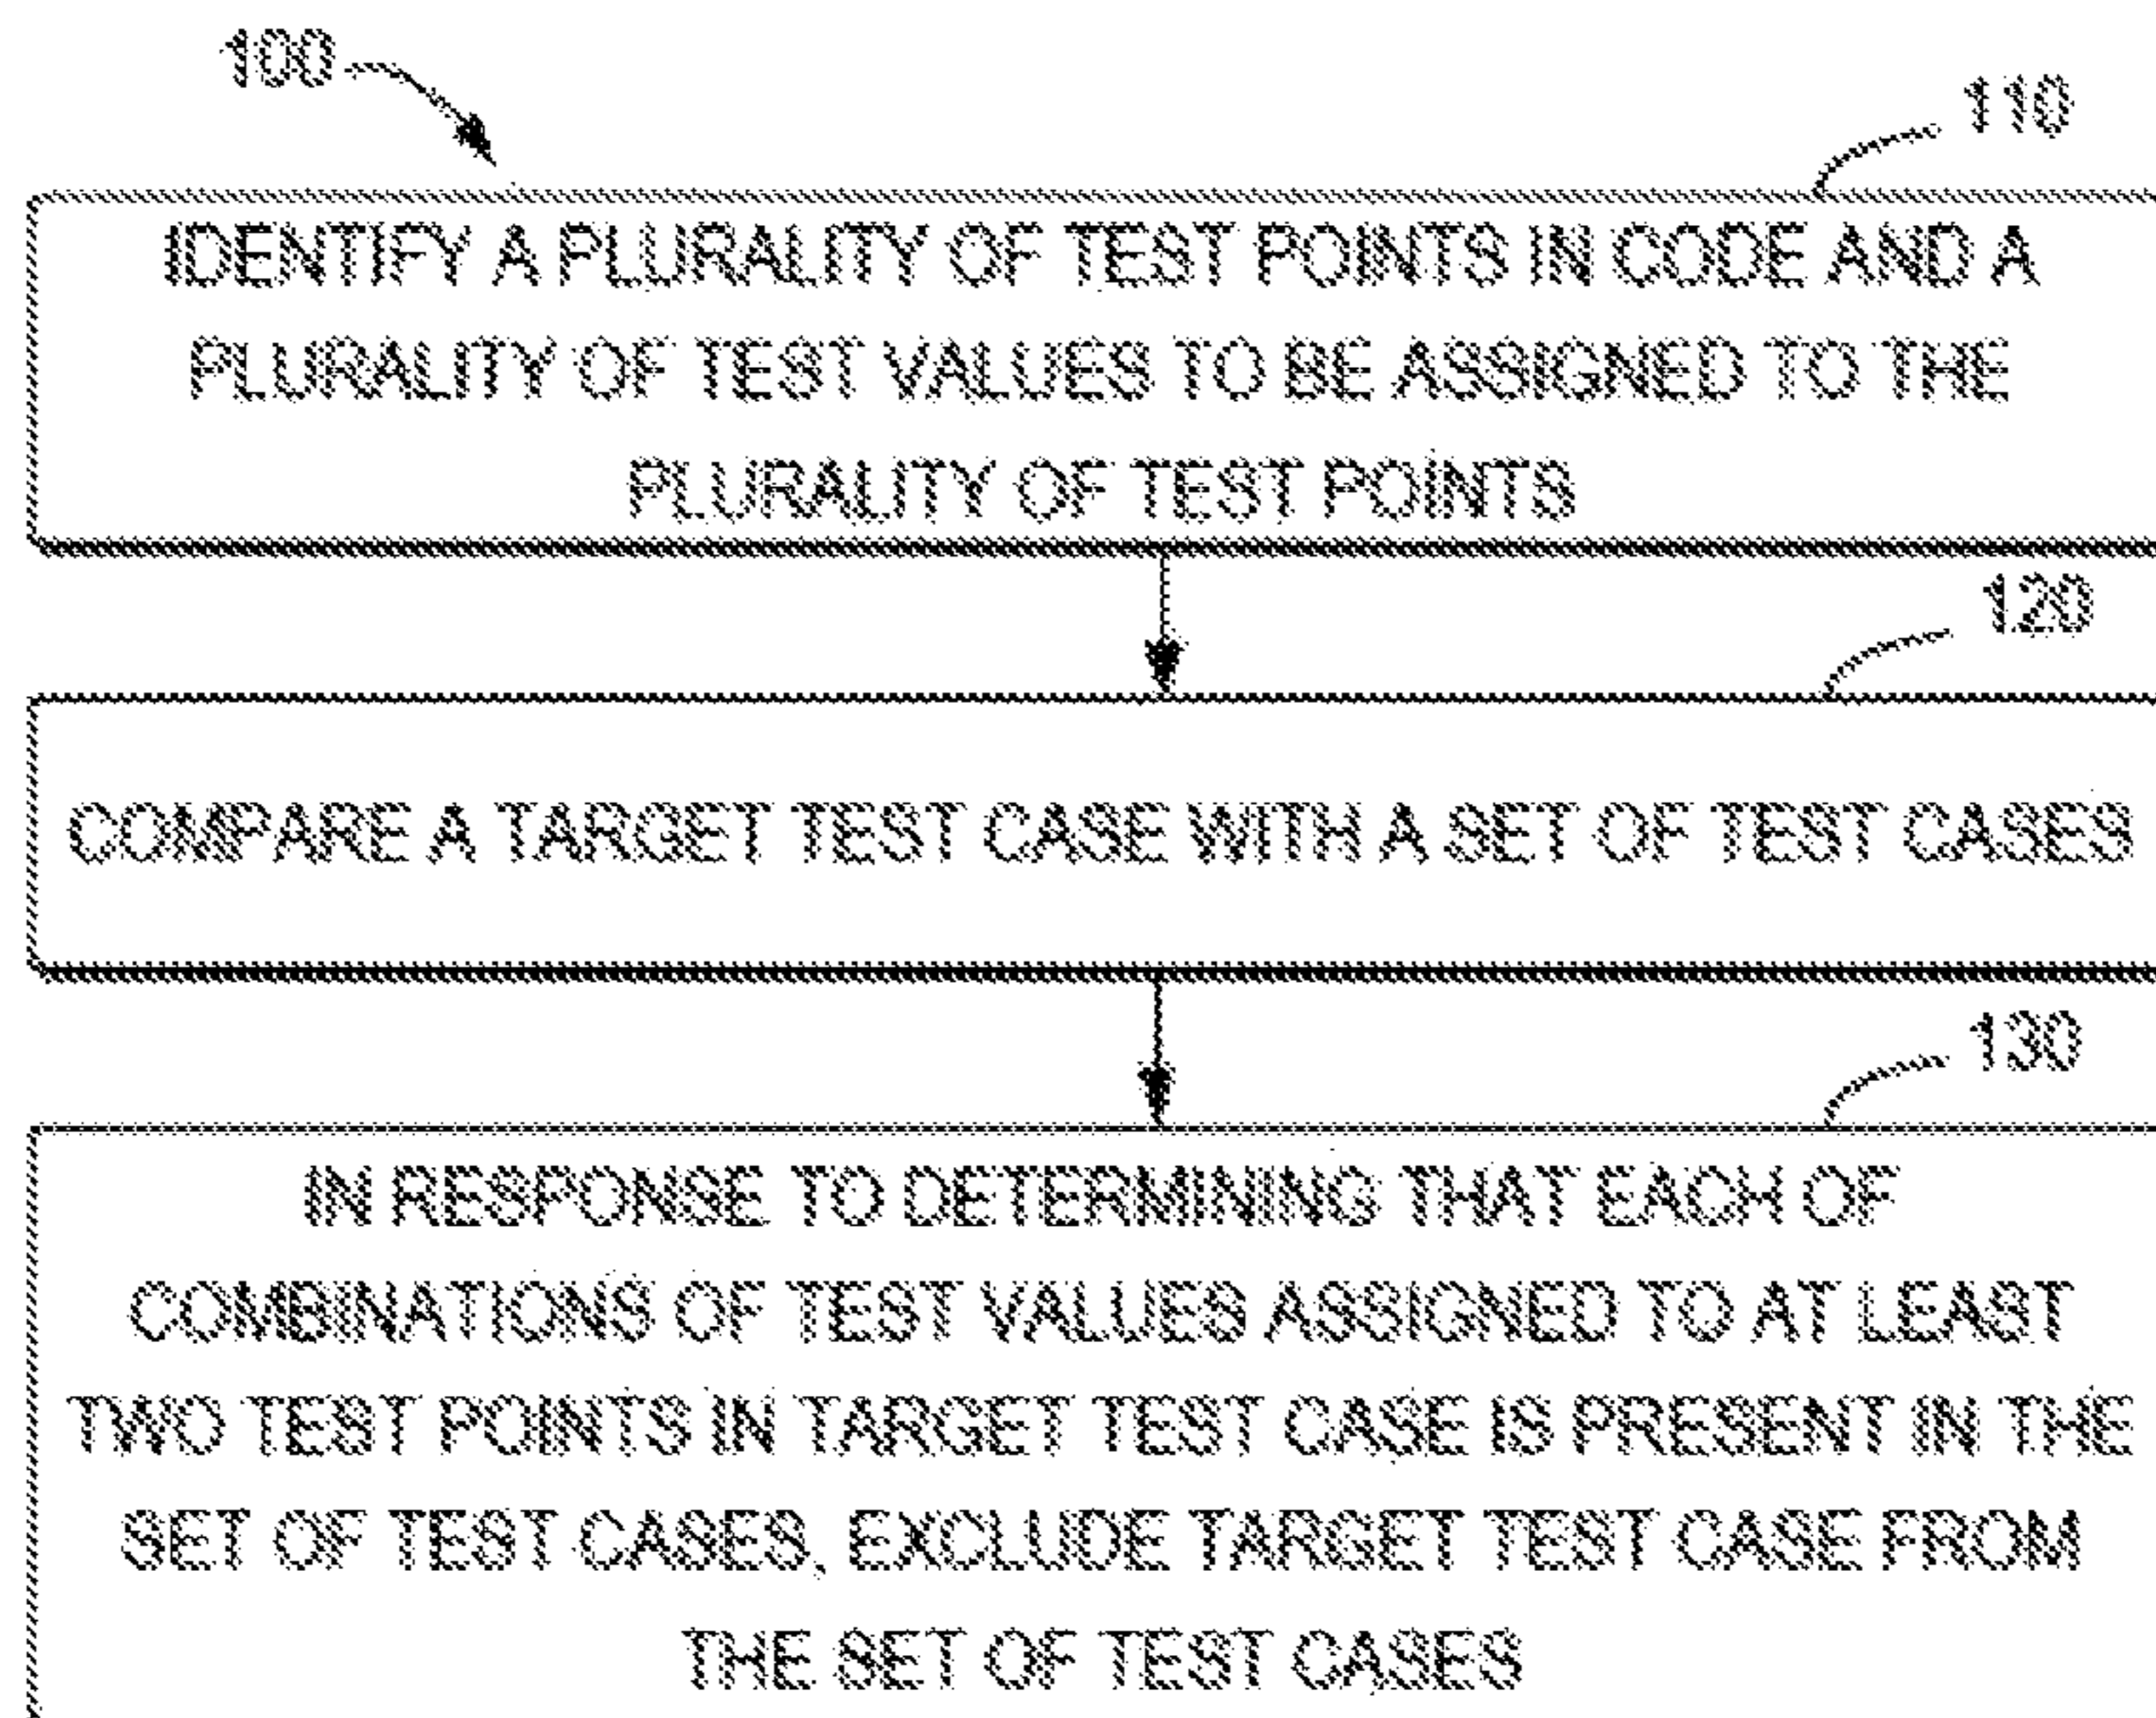 100
110
IDENTIFY A PLURALITY OF TEST POINTS IN CODE AND A
PLURALITY OF TEST VALUES TO BE ASSIGNED TO THE
PLURALITY OF TEST POINTS
120
COMPARE A TARGET TEST CASE WITH A SET OF TEST CASES
130
IN RESPONSE TO DETERMINING THAT EACH OF
COMBINATIONS OF TEST VALUES ASSIGNED TO AT LEAST
TWO TEST POINTS IN TARGET TEST CASE IS PRESENT IN THE
SET OF TEST CASES, EXCLUDE TARGET TEST CASE FROM
THE SET OF TEST CASES